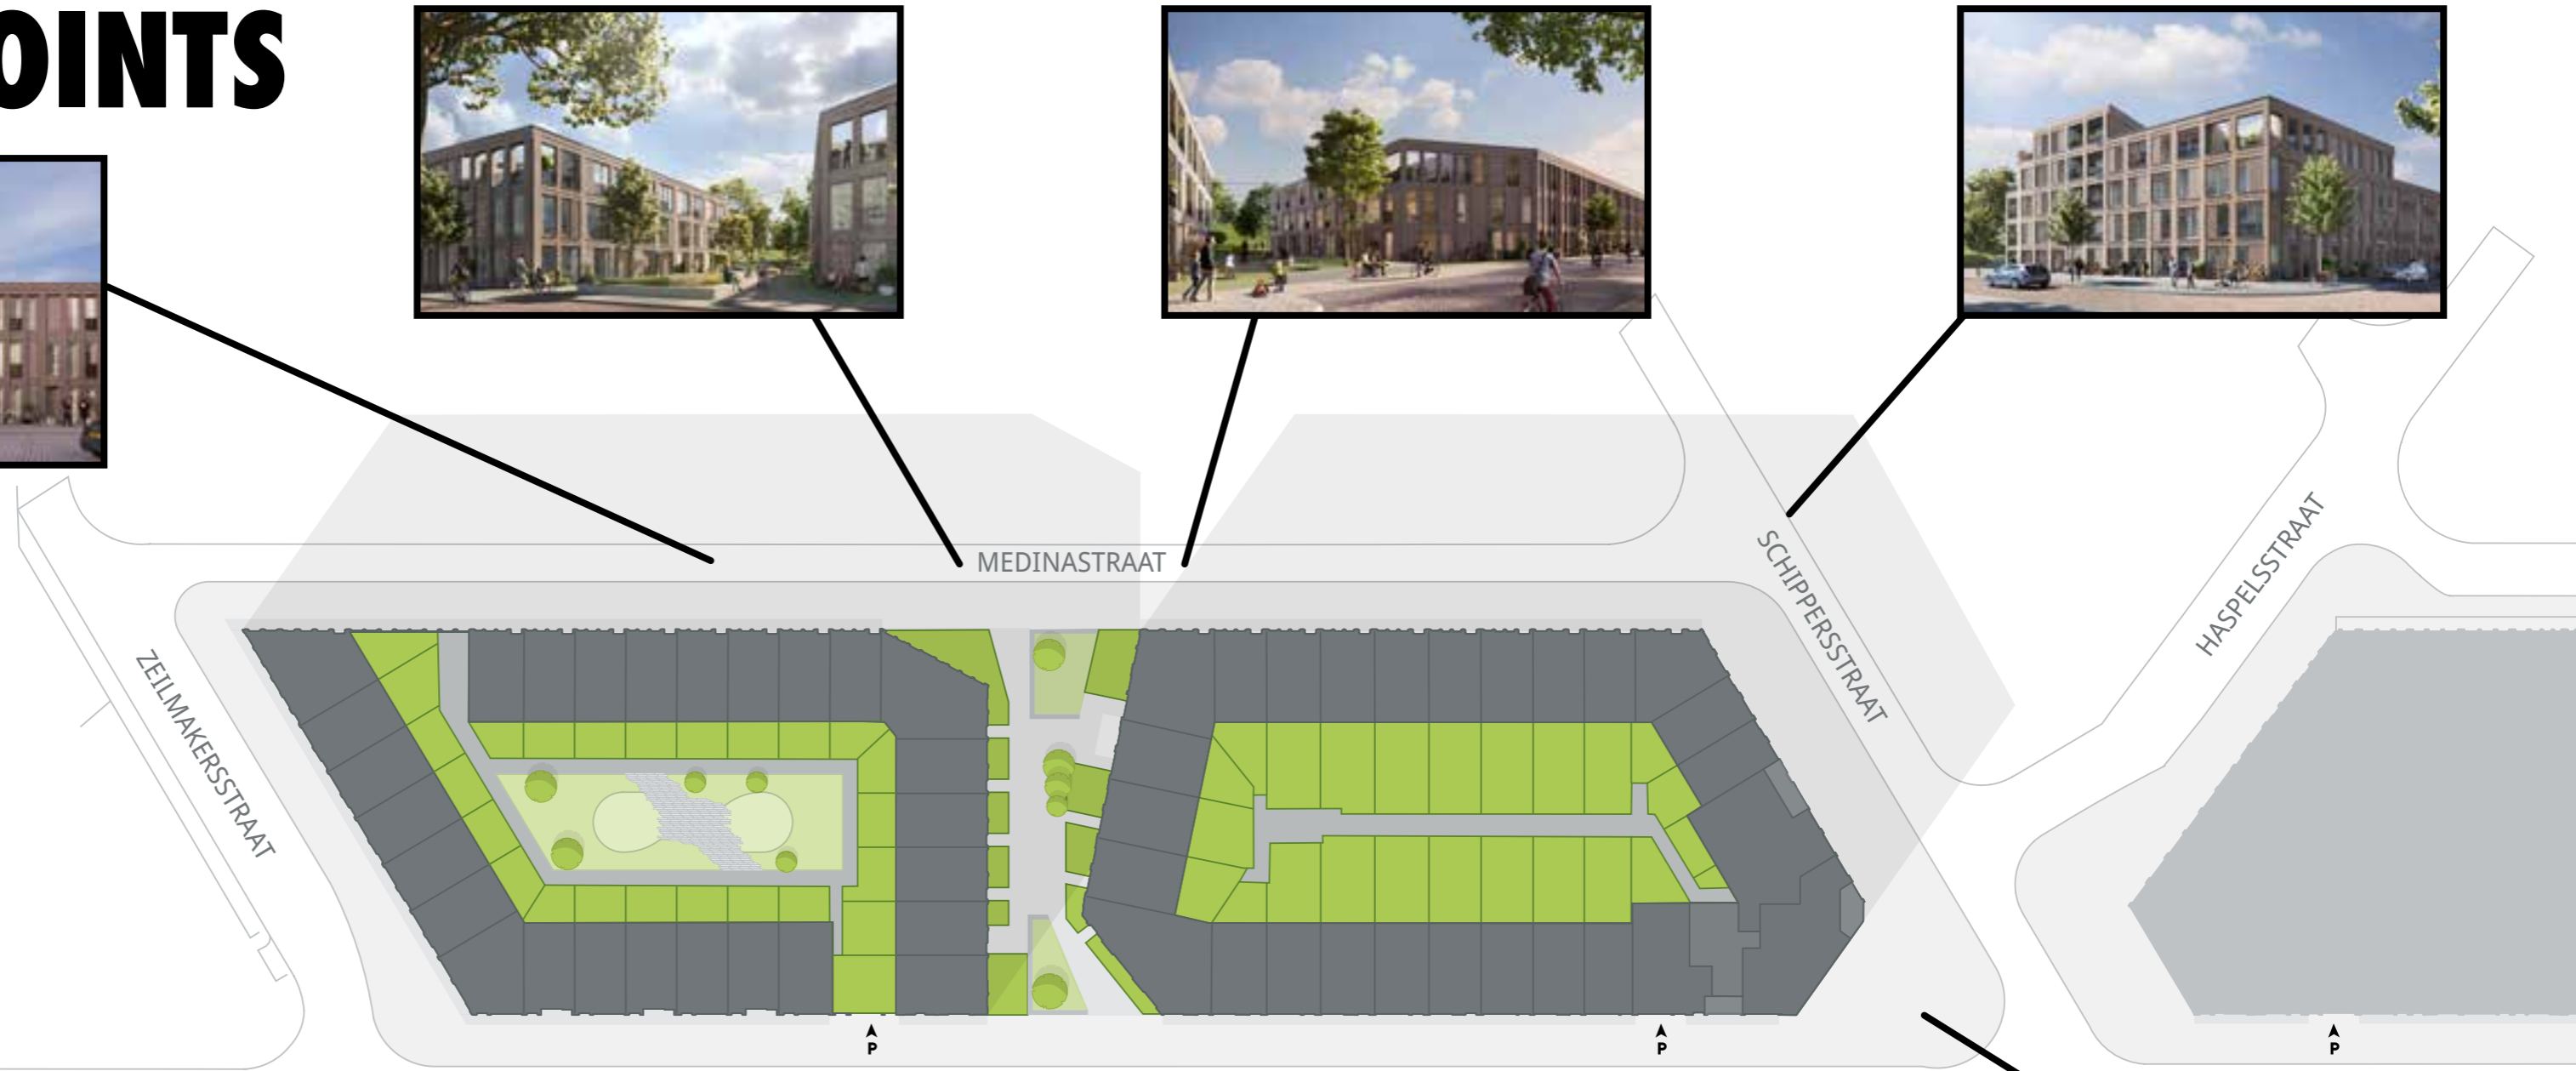 OINTS
MEDINASTRAAT
SCHIPPERSSTRAAT
HASPELSSTRAAT
ZEILMAKERSSTRAAT
P
P
P